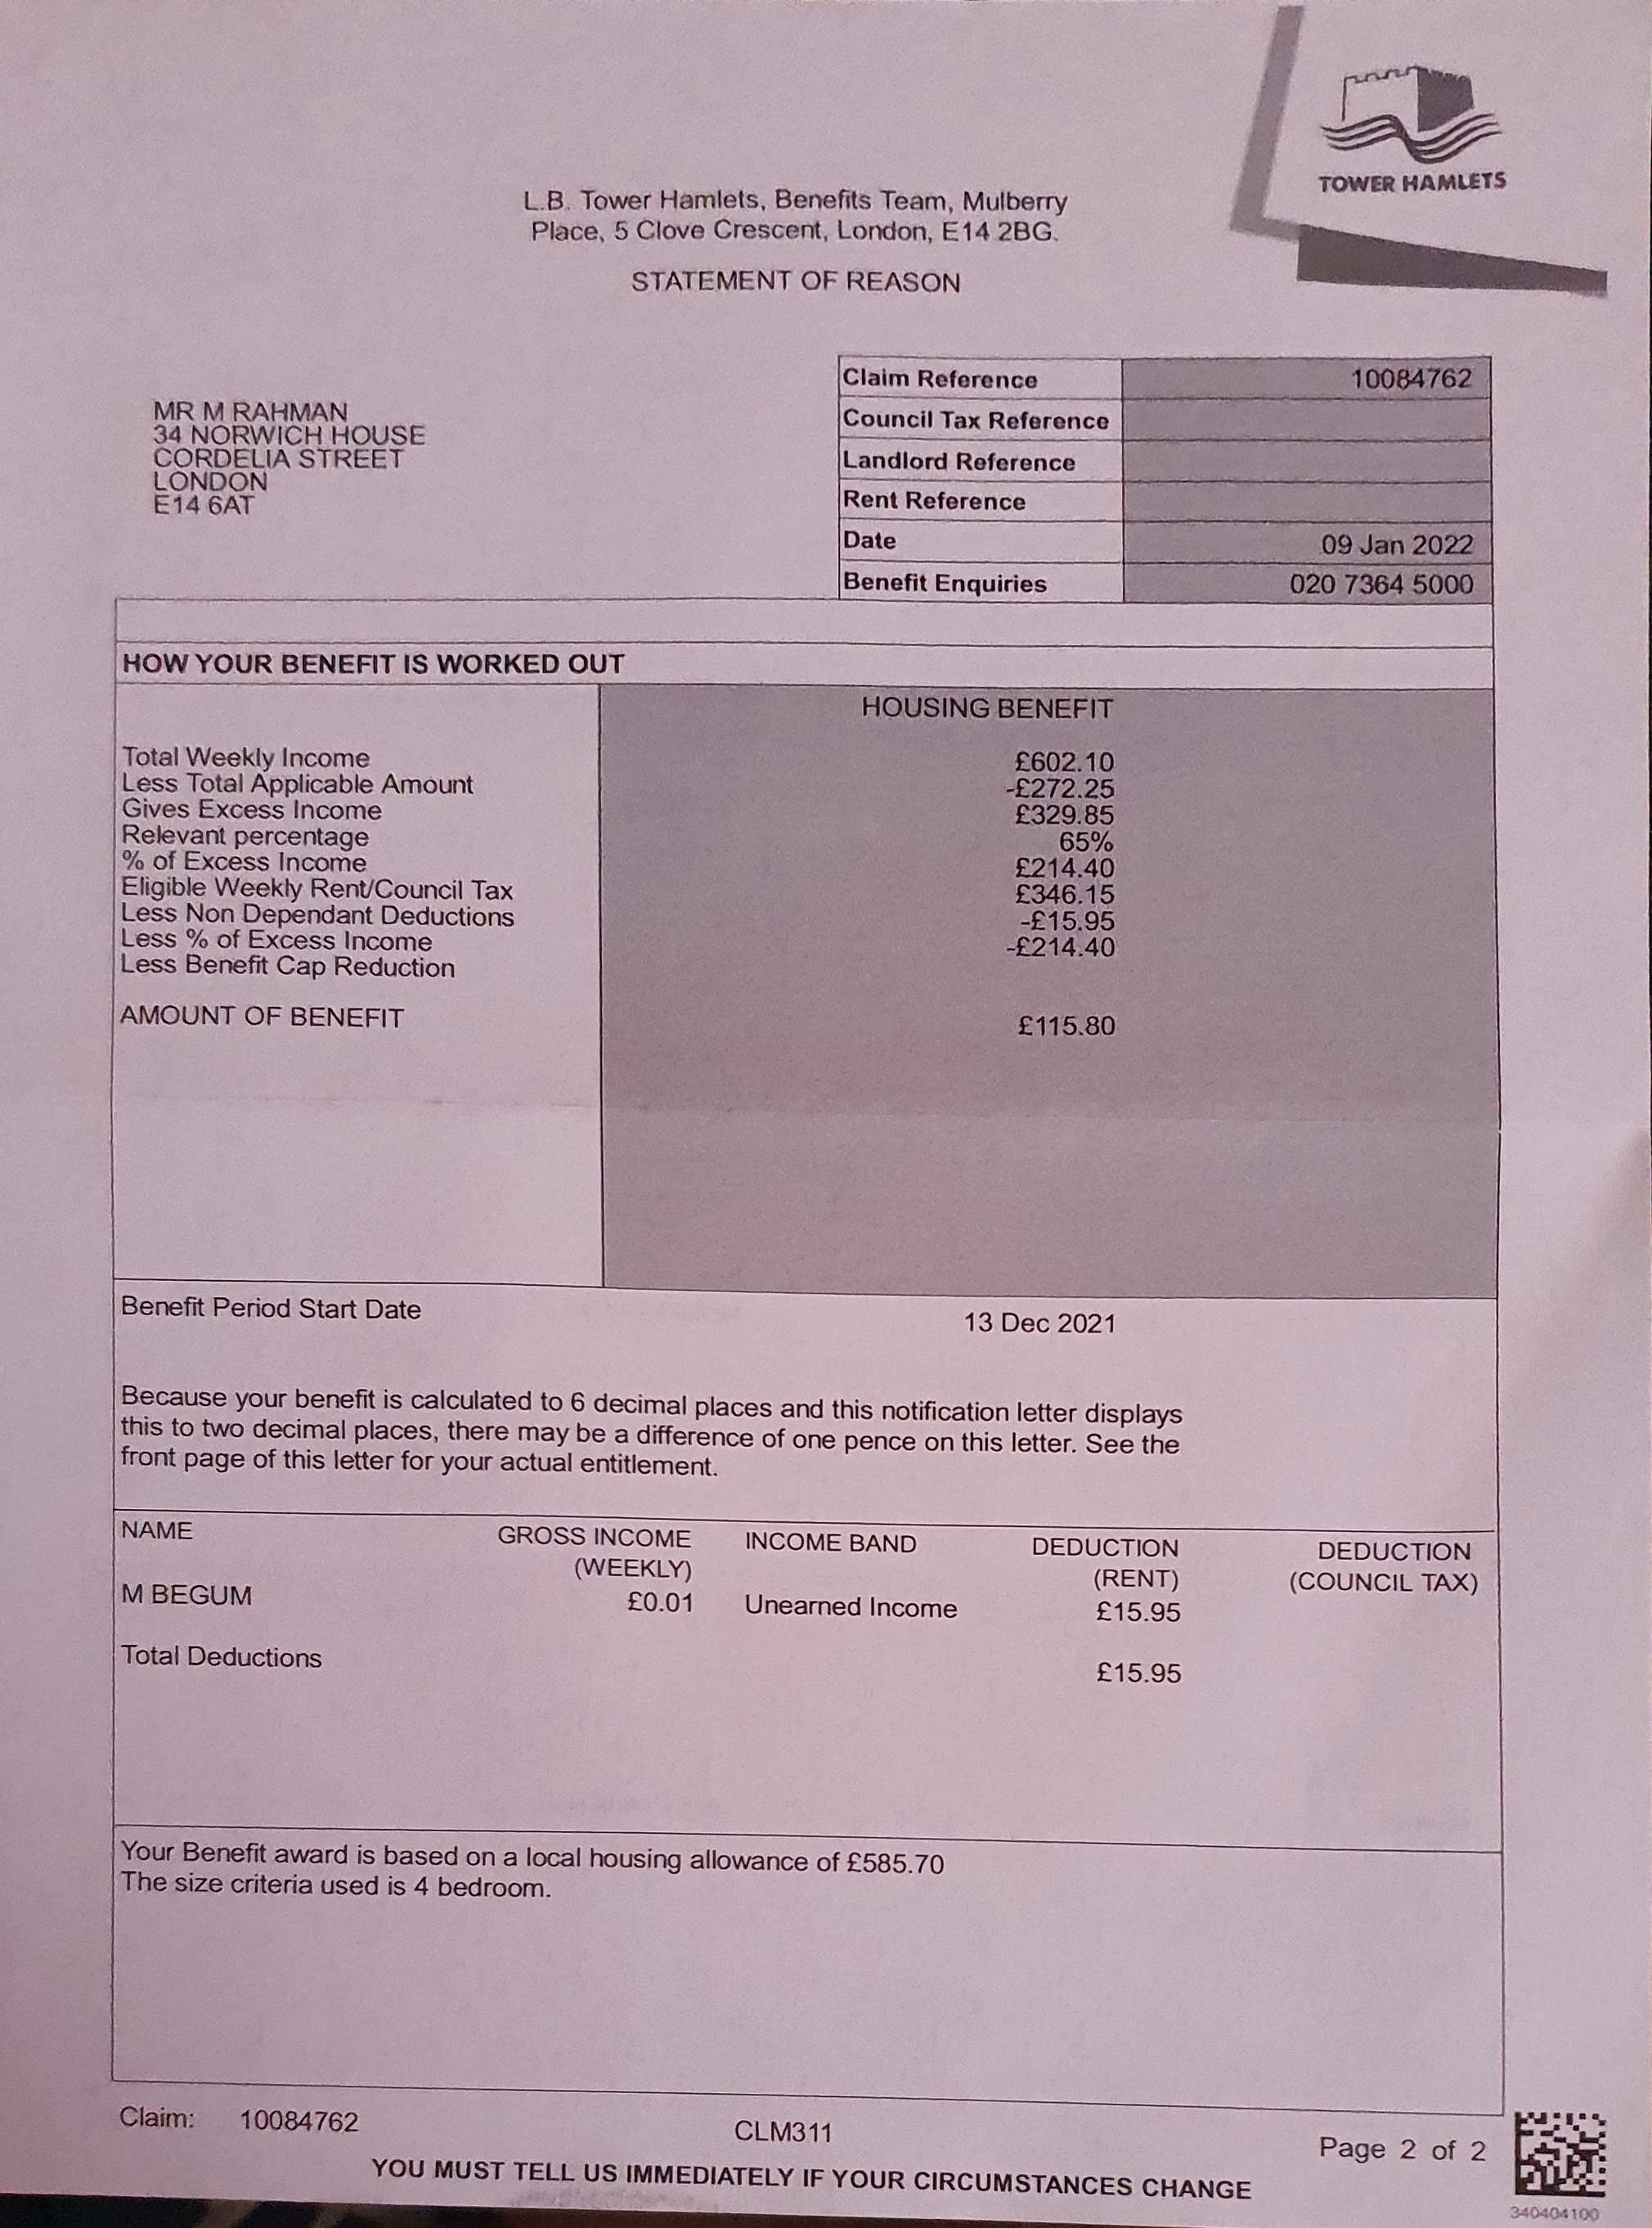 TOWER HAMLETS
L.B. Tower Hamlets, Benefits Team, Mulberry
Place, 5 Clove Crescent, London, E14 2BG.
STATEMENT OF REASON
MR M RAHMAN
34 NORWICH HOUSE
CORDELIA STREET
LONDON
E14 6AT
Claim Reference 10084762
Council Tax Reference
Landlord Reference
Rent Reference
Date 09 Jan 2022
Benefit Enquiries 020 7364 5000
HOW YOUR BENEFIT IS WORKED OUT
HOUSING BENEFIT
Total Weekly Income £602.10
Less Total Applicable Amount -£272.25
Gives Excess Income £329.85
Relevant percentage 65%
% of Excess Income £214.40
Eligible Weekly Rent/Council Tax £346.15
Less Non Dependant Deductions -£15.95
Less % of Excess Income -£214.40
Less Benefit Cap Reduction
AMOUNT OF BENEFIT £115.80
Benefit Period Start Date 13 Dec 2021
Because your benefit is calculated to 6 decimal places and this notification letter displays
this to two decimal places, there may be a difference of one pence on this letter. See the
front page of this letter for your actual entitlement.
NAME GROSS INCOME INCOME BAND DEDUCTION DEDUCTION
(WEEKLY) (RENT) (COUNCIL TAX)
M BEGUM £0.01 Unearned Income £15.95
Total Deductions £15.95
Your Benefit award is based on a local housing allowance of £585.70
The size criteria used is 4 bedroom.
Claim: 10084762 CLM311 Page 2 of 2
YOU MUST TELL US IMMEDIATELY IF YOUR CIRCUMSTANCES CHANGE
340404100